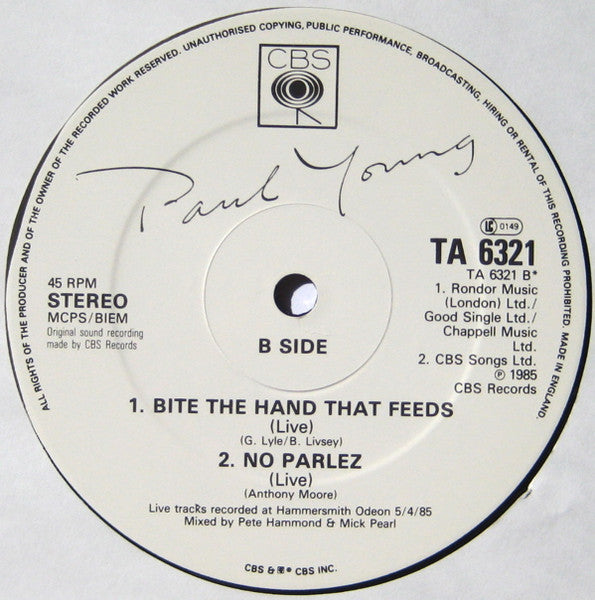 ALL RIGHTS OF THE PRODUCER AND OF THE OWNER OF THE RECORDED WORK RESERVED. UNAUTHORISED COPYING, PUBLIC PERFORMANCE, BROADCASTING, HIRING OR RENTAL OF THIS RECORDING PROHIBITED. MADE IN ENGLAND.
CBS
Paul Young
LC 0149
TA 6321
TA 6321 B*
1. Rondor Music
(London) Ltd./
Good Single Ltd./
Chappell Music
Ltd.
2. CBS Songs Ltd.
℗ 1985
CBS Records
45 RPM
STEREO
MCPS/BIEM
Original sound recording
made by CBS Records
B SIDE
1. BITE THE HAND THAT FEEDS
(Live)
(G. Lyle/B. Livsey)
2. NO PARLEZ
(Live)
(Anthony Moore)
Live tracks recorded at Hammersmith Odeon 5/4/85
Mixed by Pete Hammond & Mick Pearl
CBS & ® CBS INC.